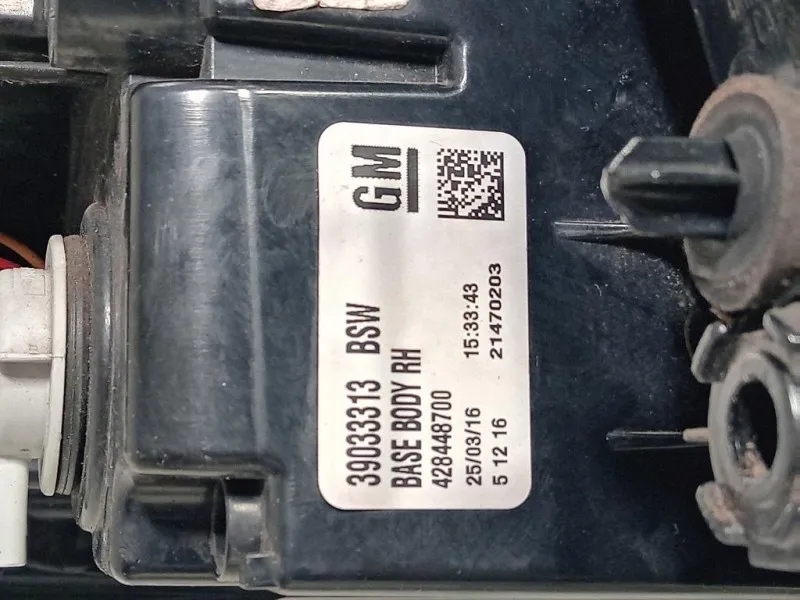 GM
39033313 BSW
BASE BODY RH
428448700
25/03/16 15:33:43
5 12 16 21470203